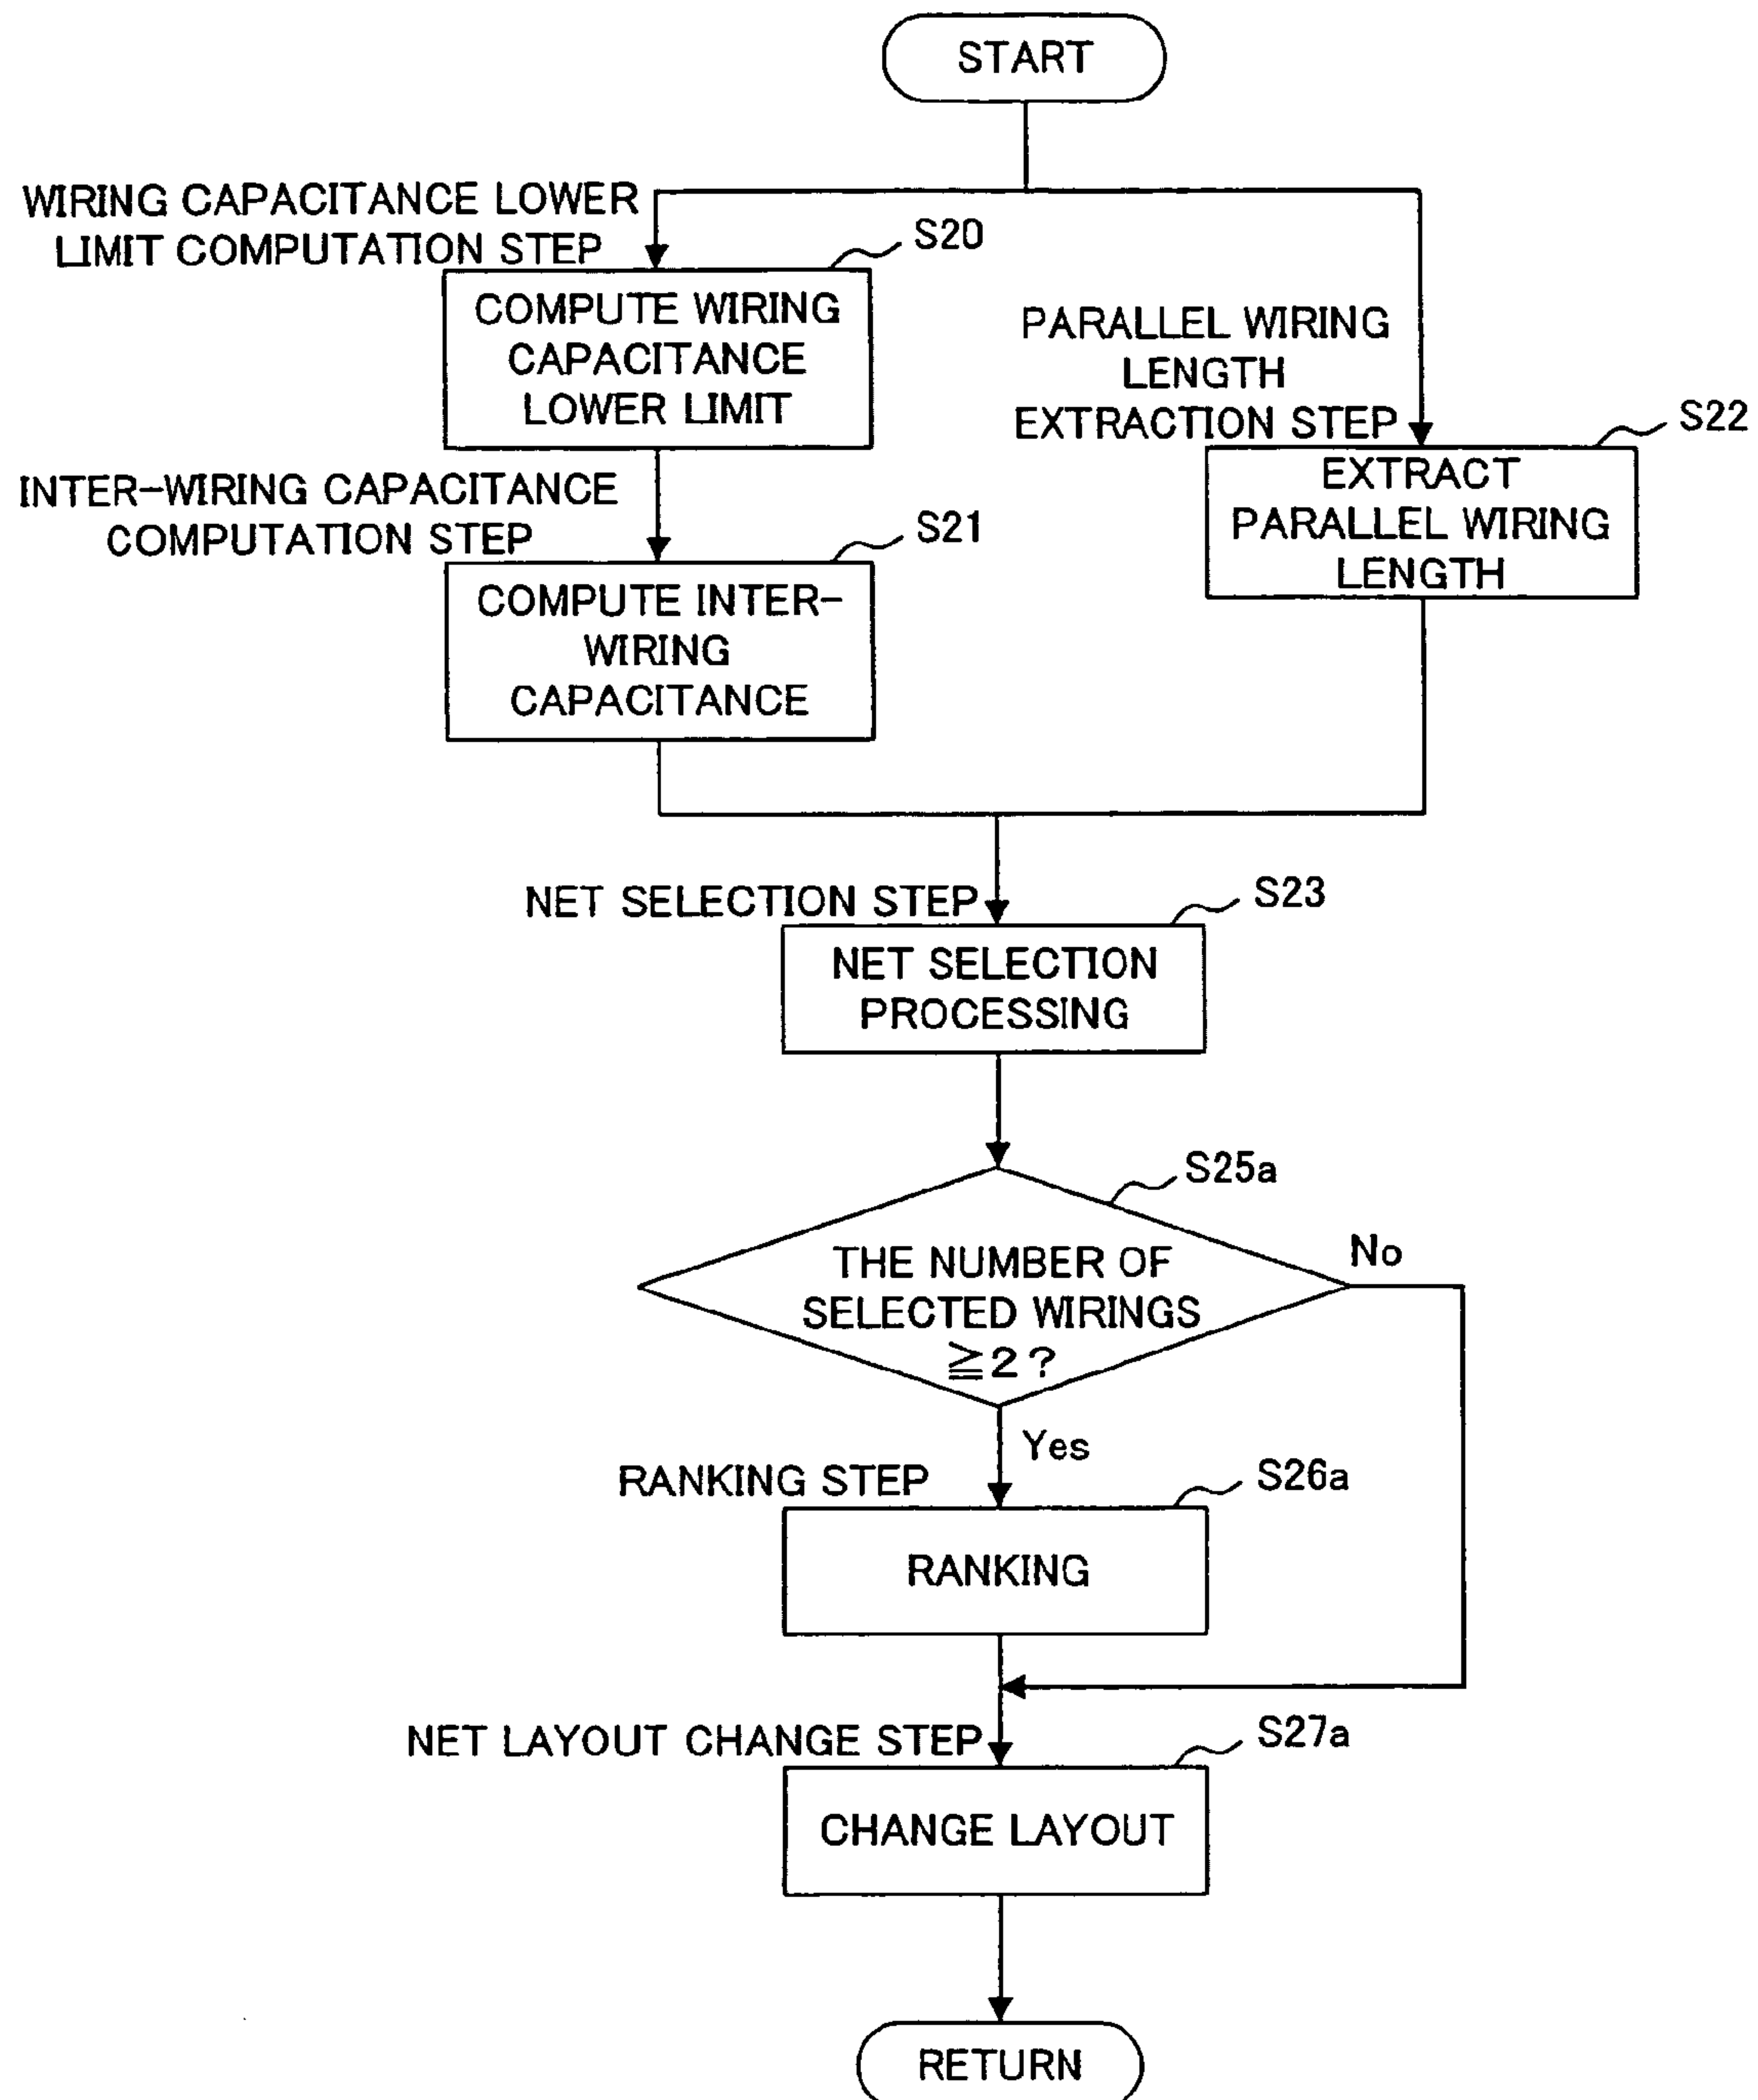 START
WIRING CAPACITANCE LOWER
LIMIT COMPUTATION STEP
S20
COMPUTE WIRING
CAPACITANCE
LOWER LIMIT
PARALLEL WIRING
LENGTH
EXTRACTION STEP
S22
EXTRACT
PARALLEL WIRING
LENGTH
INTER-WIRING CAPACITANCE
COMPUTATION STEP
S21
COMPUTE INTER-
WIRING
CAPACITANCE
NET SELECTION STEP
S23
NET SELECTION
PROCESSING
S25a
THE NUMBER OF
SELECTED WIRINGS
≧2?
No
Yes
RANKING STEP
S26a
RANKING
NET LAYOUT CHANGE STEP
S27a
CHANGE LAYOUT
RETURN